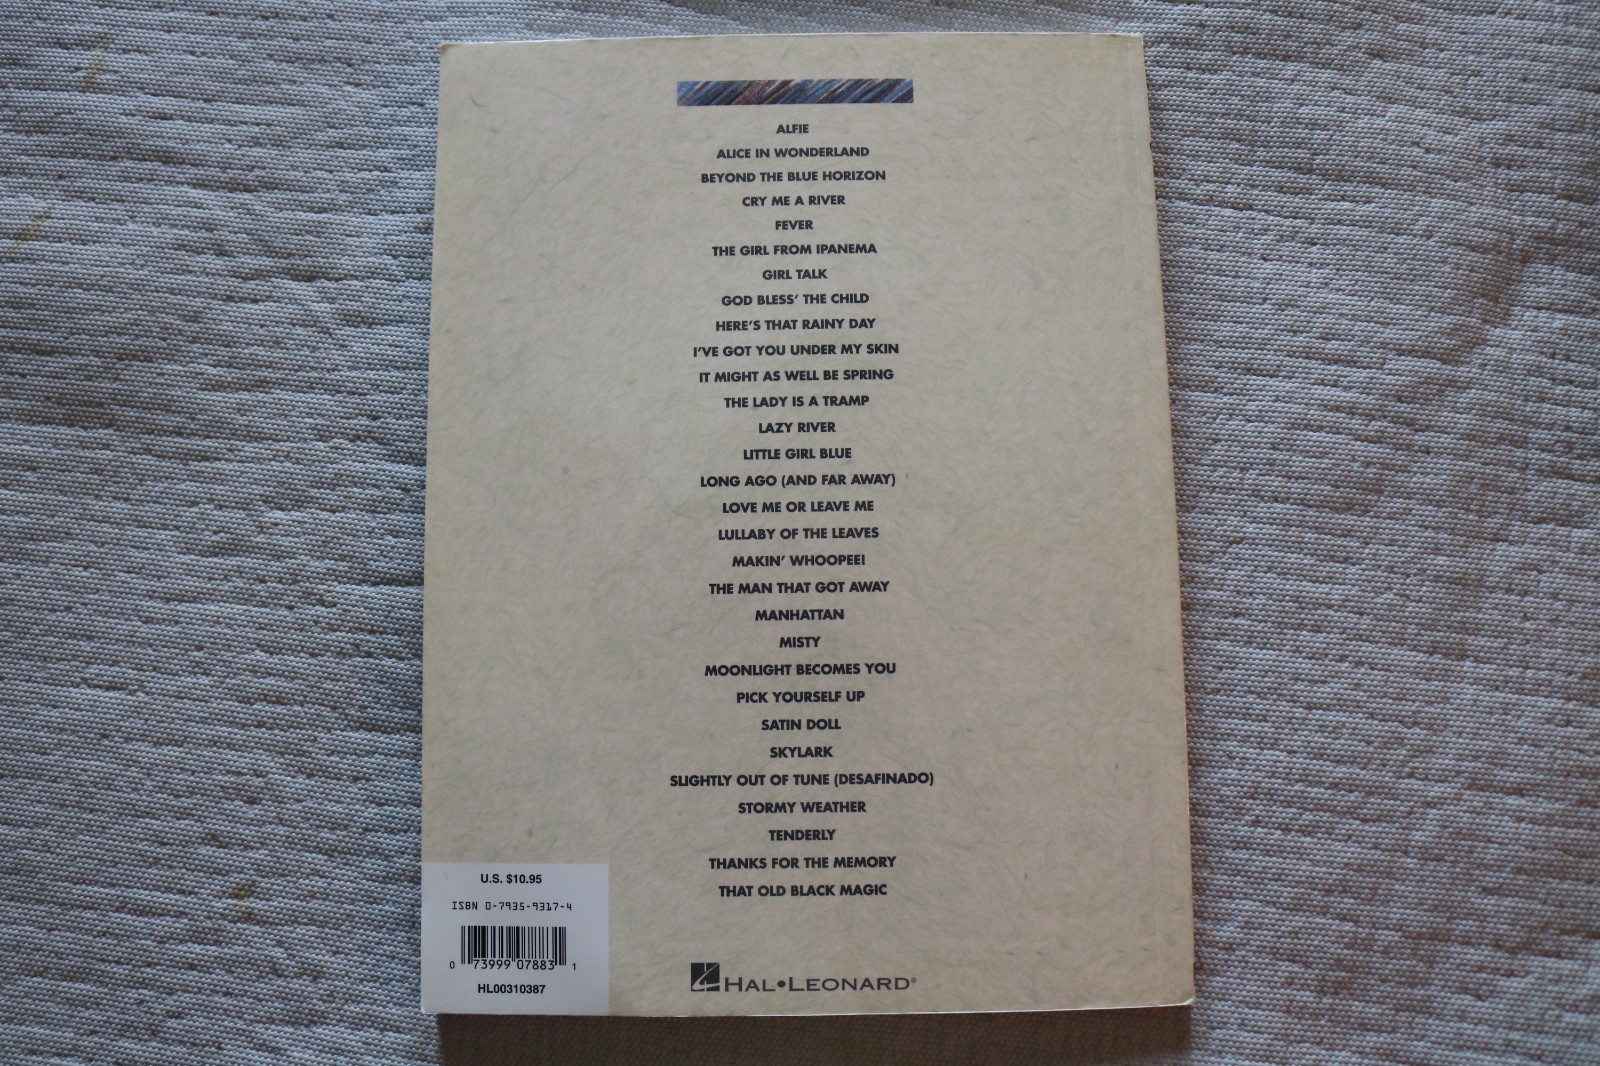 ALFIE
ALICE IN WONDERLAND
BEYOND THE BLUE HORIZON
CRY ME A RIVER
FEVER
THE GIRL FROM IPANEMA
GIRL TALK
GOD BLESS' THE CHILD
HERE'S THAT RAINY DAY
I'VE GOT YOU UNDER MY SKIN
IT MIGHT AS WELL BE SPRING
THE LADY IS A TRAMP
LAZY RIVER
LITTLE GIRL BLUE
LONG AGO (AND FAR AWAY)
LOVE ME OR LEAVE ME
LULLABY OF THE LEAVES
MAKIN' WHOOPEE!
THE MAN THAT GOT AWAY
MANHATTAN
MISTY
MOONLIGHT BECOMES YOU
PICK YOURSELF UP
SATIN DOLL
SKYLARK
SLIGHTLY OUT OF TUNE (DESAFINADO)
STORMY WEATHER
TENDERLY
THANKS FOR THE MEMORY
THAT OLD BLACK MAGIC
U.S. $10.95
ISBN 0-7935-9317-4
0 73999 07883 1
HL00310387
HAL•LEONARD®